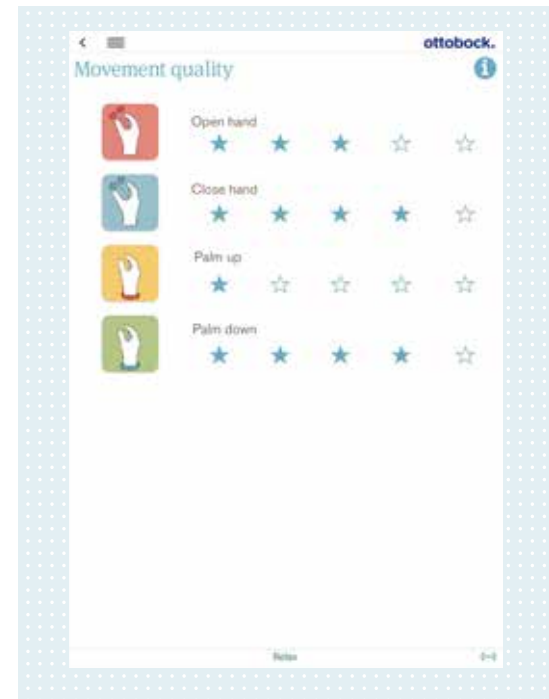 ottobock.
Movement quality
Open hand
Close hand
Palm up
Palm down